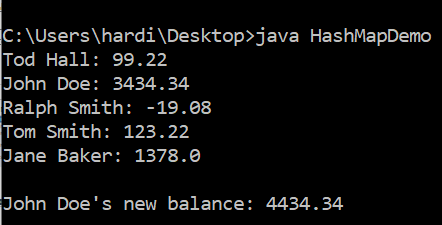 C:\Users\hardi\Desktop>java HashMapDemo
Tod Hall: 99.22
John Doe: 3434.34
Ralph Smith: -19.08
Tom Smith: 123.22
Jane Baker: 1378.0
John Doe's new balance: 4434.34